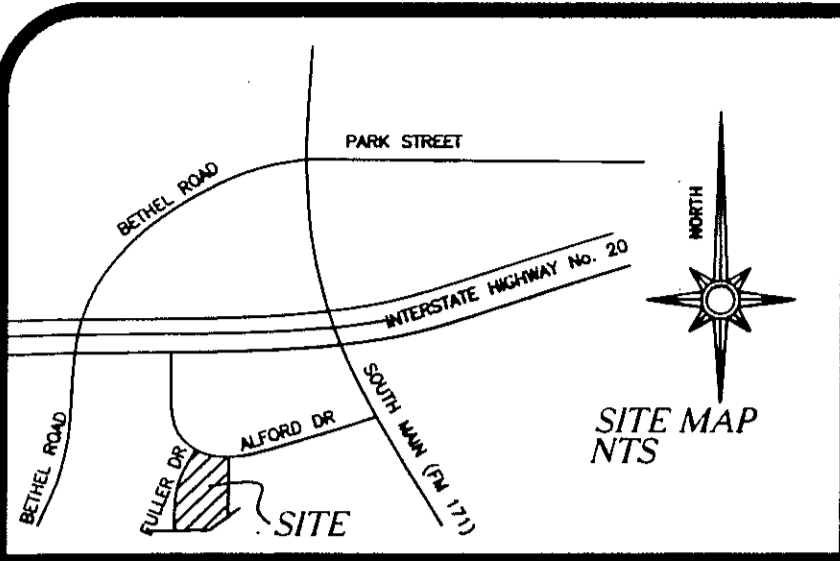 PARK STREET
BETHEL ROAD
NORTH
INTERSTATE HIGHWAY No. 20
SOUTH MAIN (FM 171)
SITE MAP
NTS
ALFORD DR
BETHEL ROAD
FULLER DR
SITE